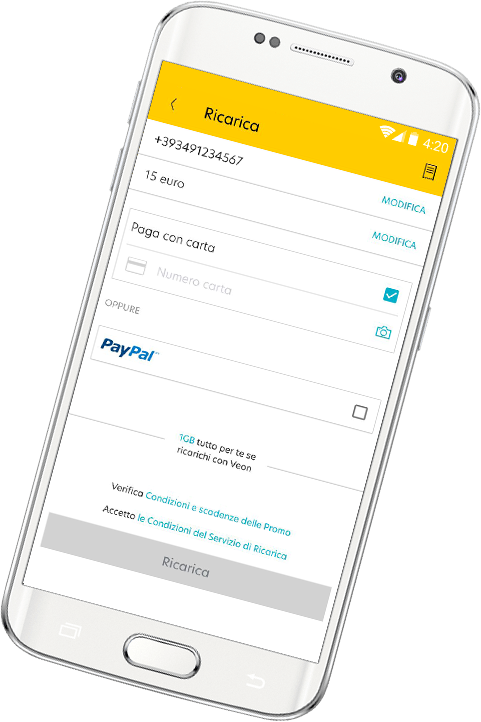 4:20
Ricarica
+393491234567
MODIFICA
15 euro
MODIFICA
Paga con carta
Numero carta
OPPURE
PayPal™
1GB tutto per te se
ricarichi con Veon
Verifica Condizioni e scadenze delle Promo
Accetto le Condizioni del Servizio di Ricarica
Ricarica